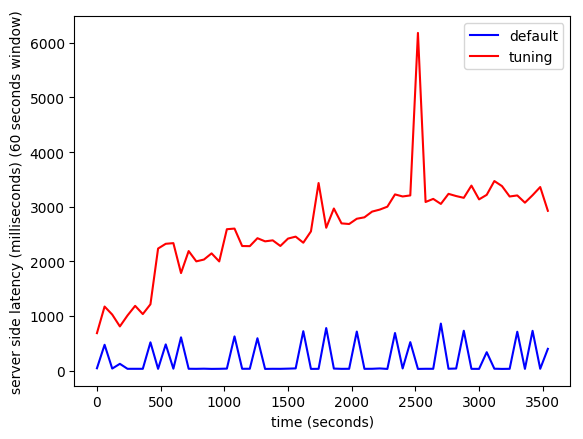 server side latency (milliseconds) (60 seconds window)
6000
5000
4000
3000
2000
1000
0
default
tuning
0 500 1000 1500 2000 2500 3000 3500
time (seconds)